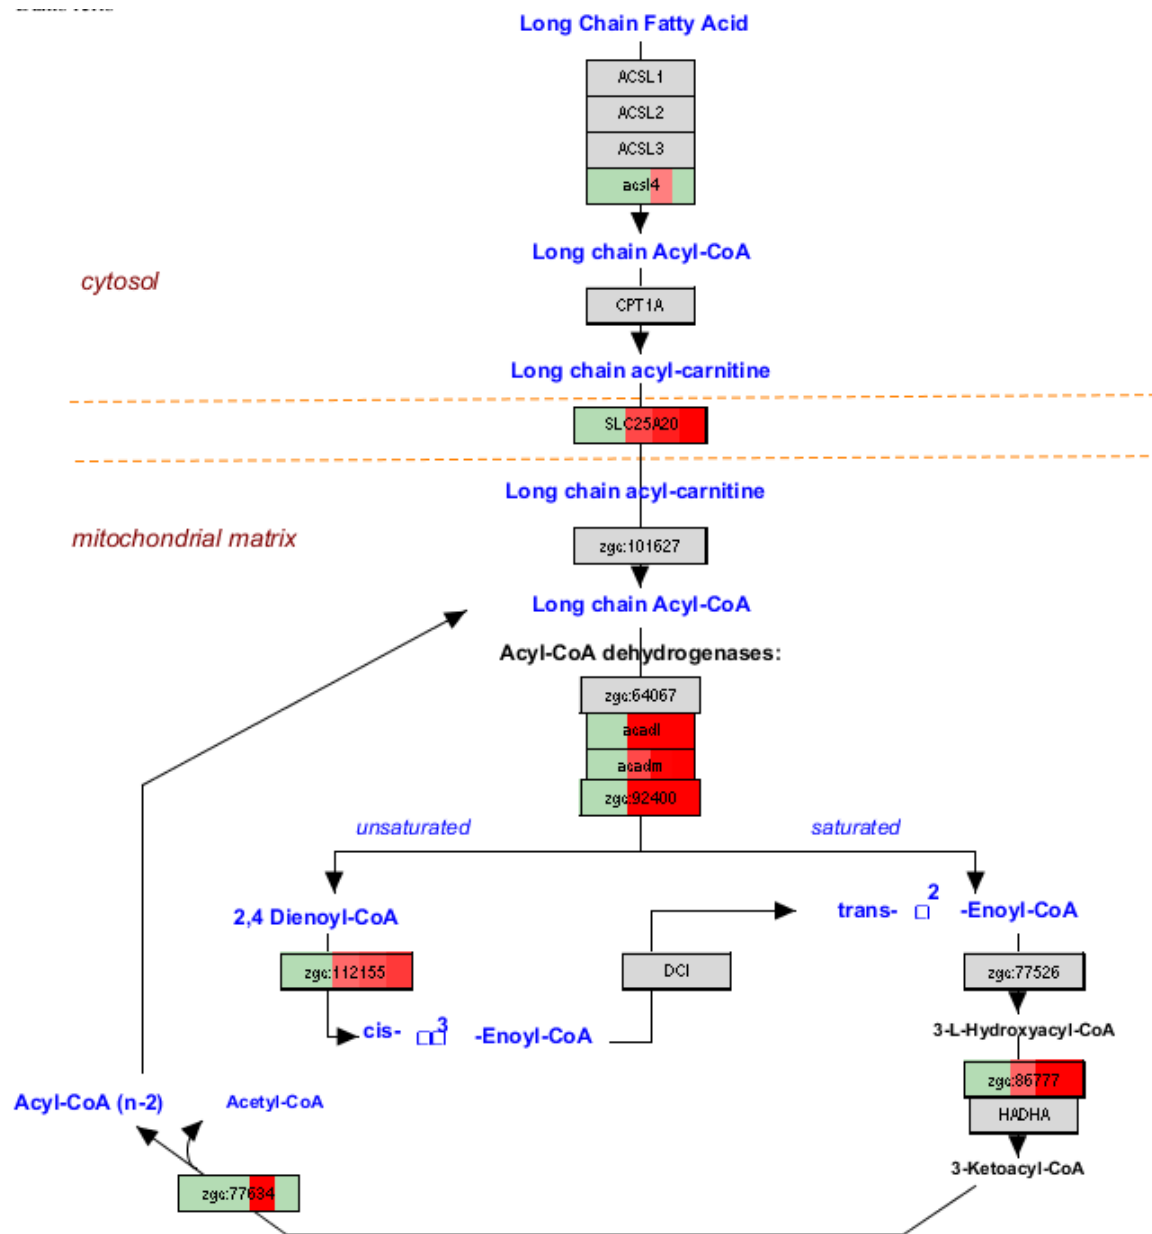 Long Chain Fatty Acid
ACSL1
ACSL2
ACSL3
acsl4
Long chain Acyl-CoA
cytosol
CPT1A
Long chain acyl-carnitine
SLC25A20
Long chain acyl-carnitine
mitochondrial matrix
zgc:101627
Long chain Acyl-CoA
Acyl-CoA dehydrogenases:
zgc:64067
acadl
acadm
zgc:92400
unsaturated
saturated
2,4 Dienoyl-CoA
trans- □2 -Enoyl-CoA
zgc:112155
DCI
zgc:77526
cis- □□3 -Enoyl-CoA
3-L-Hydroxyacyl-CoA
zgc:86777
Acyl-CoA (n-2)
Acetyl-CoA
HADHA
3-Ketoacyl-CoA
zgc:77634